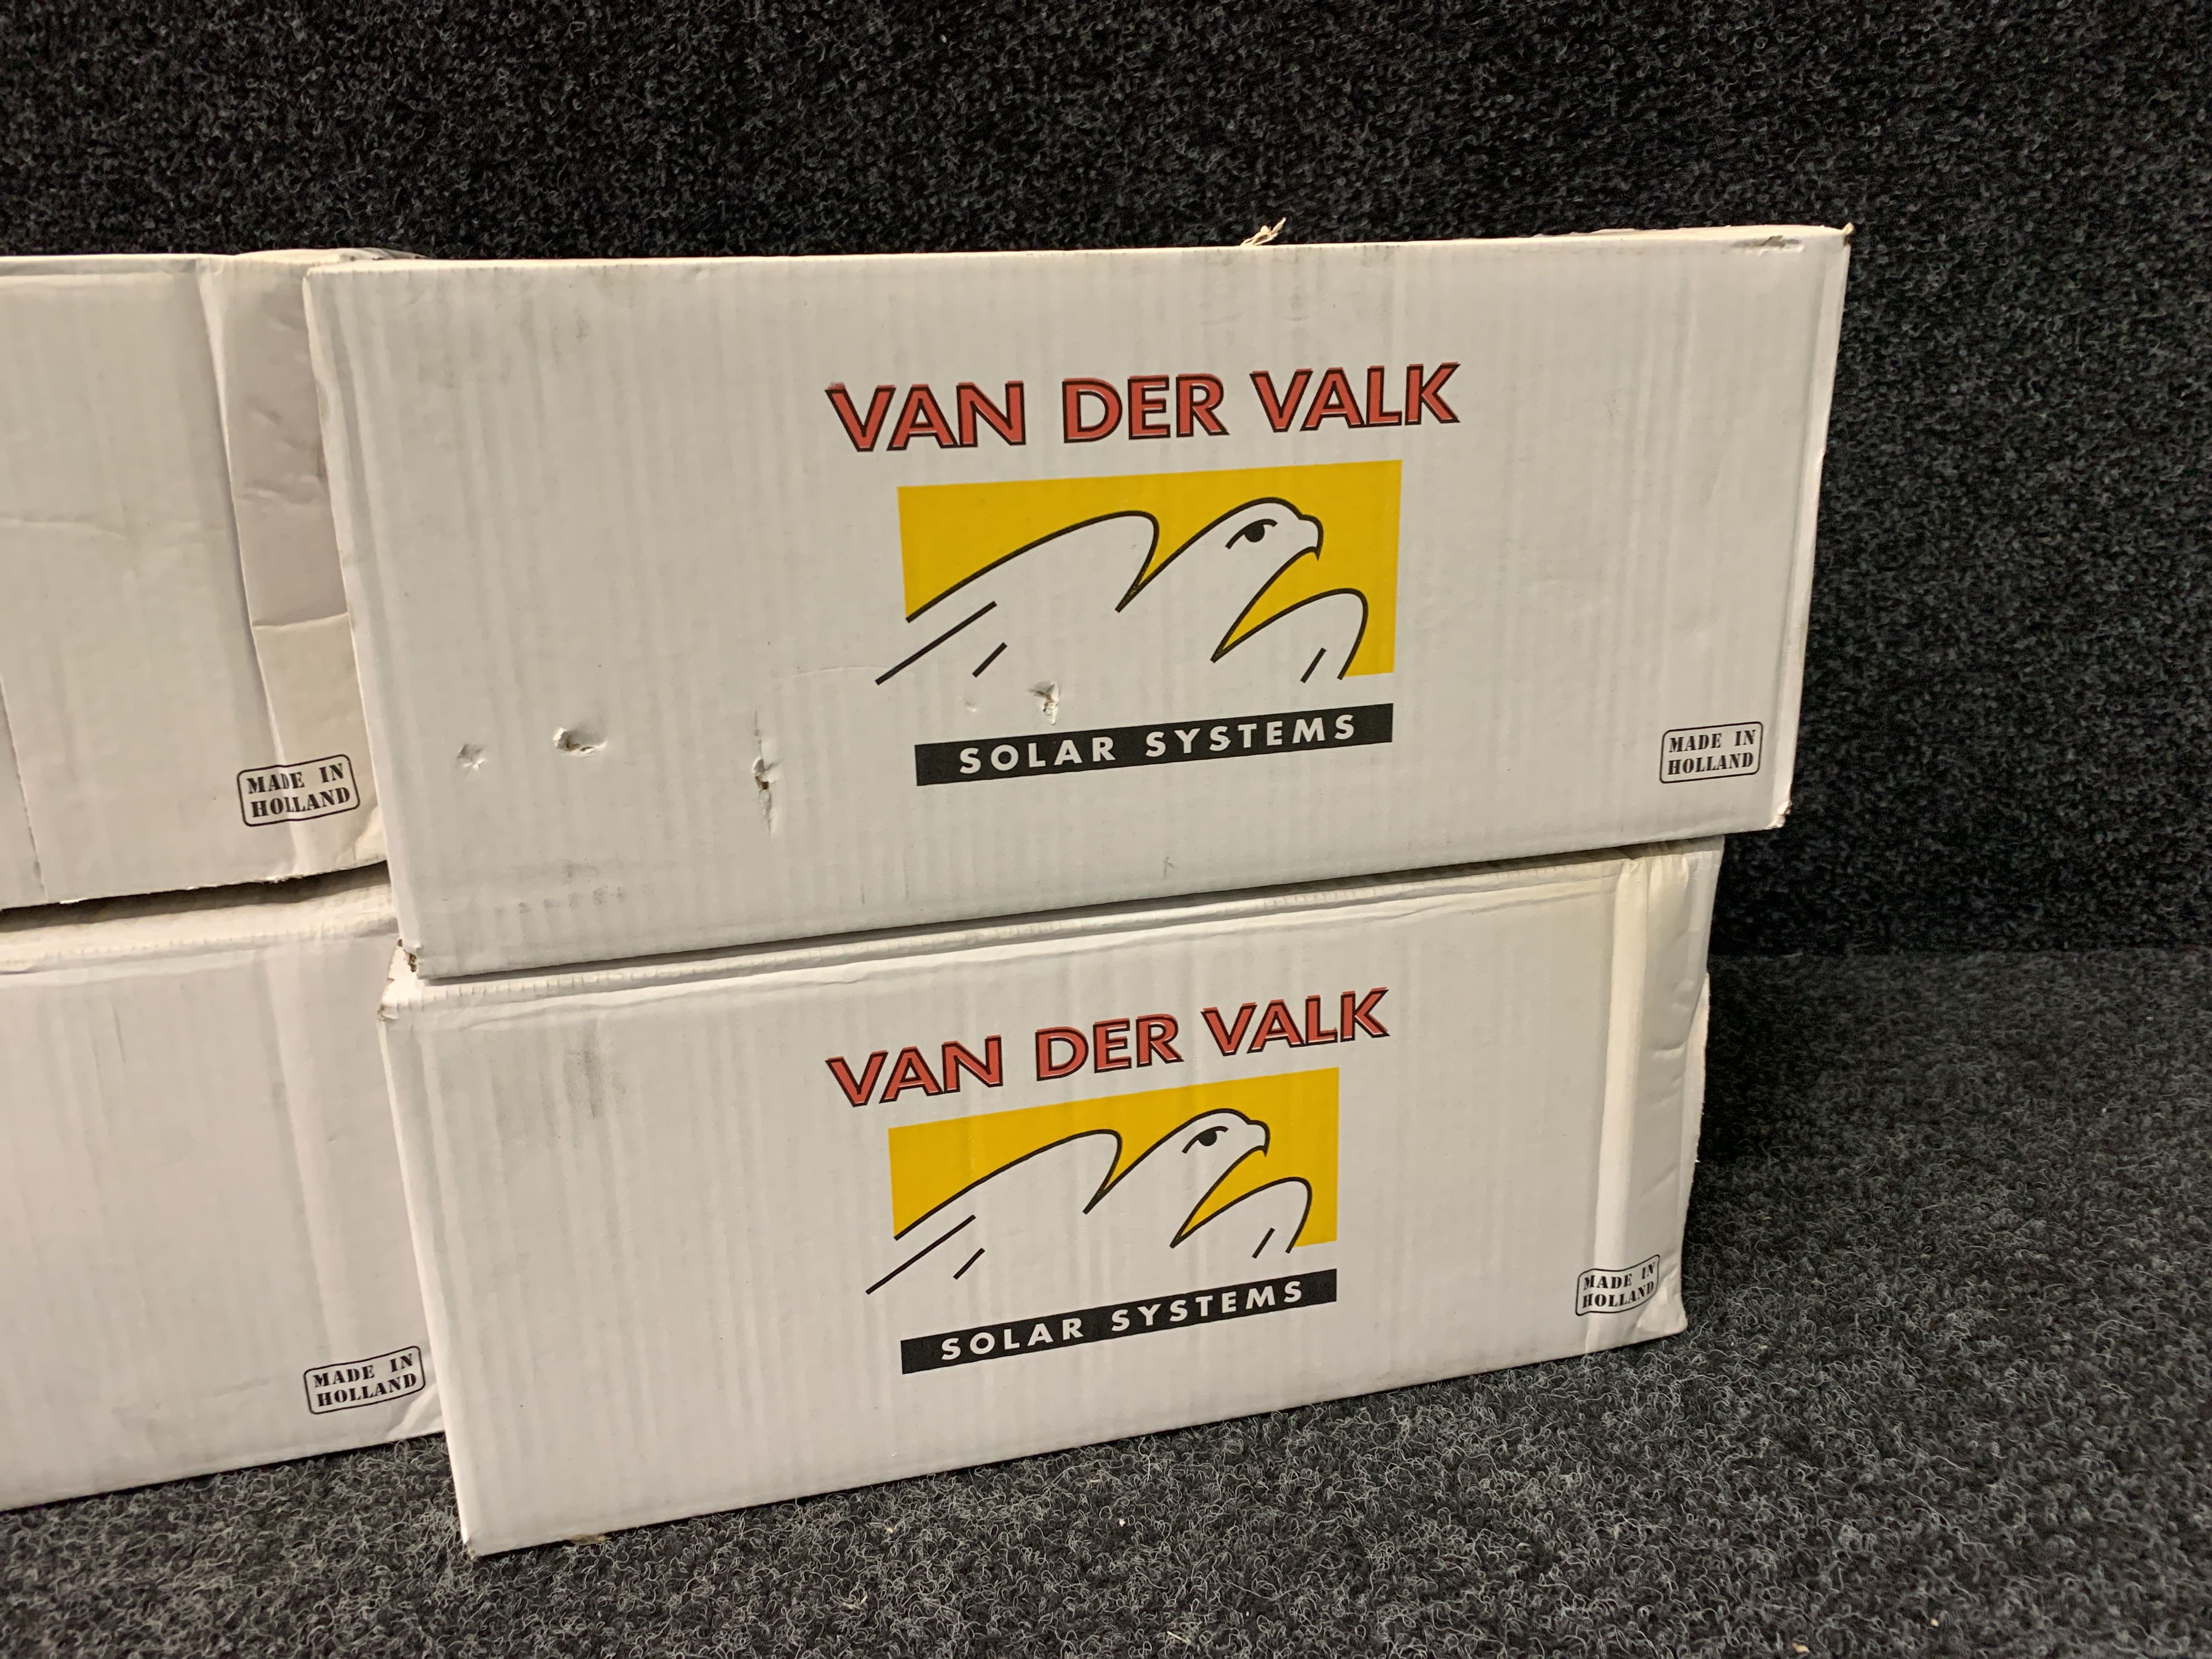 VAN DER VALK
SOLAR SYSTEMS
MADE IN
HOLLAND
MADE IN
HOLLAND
VAN DER VALK
SOLAR SYSTEMS
MADE IN
HOLLAND
MADE IN
HOLLAND